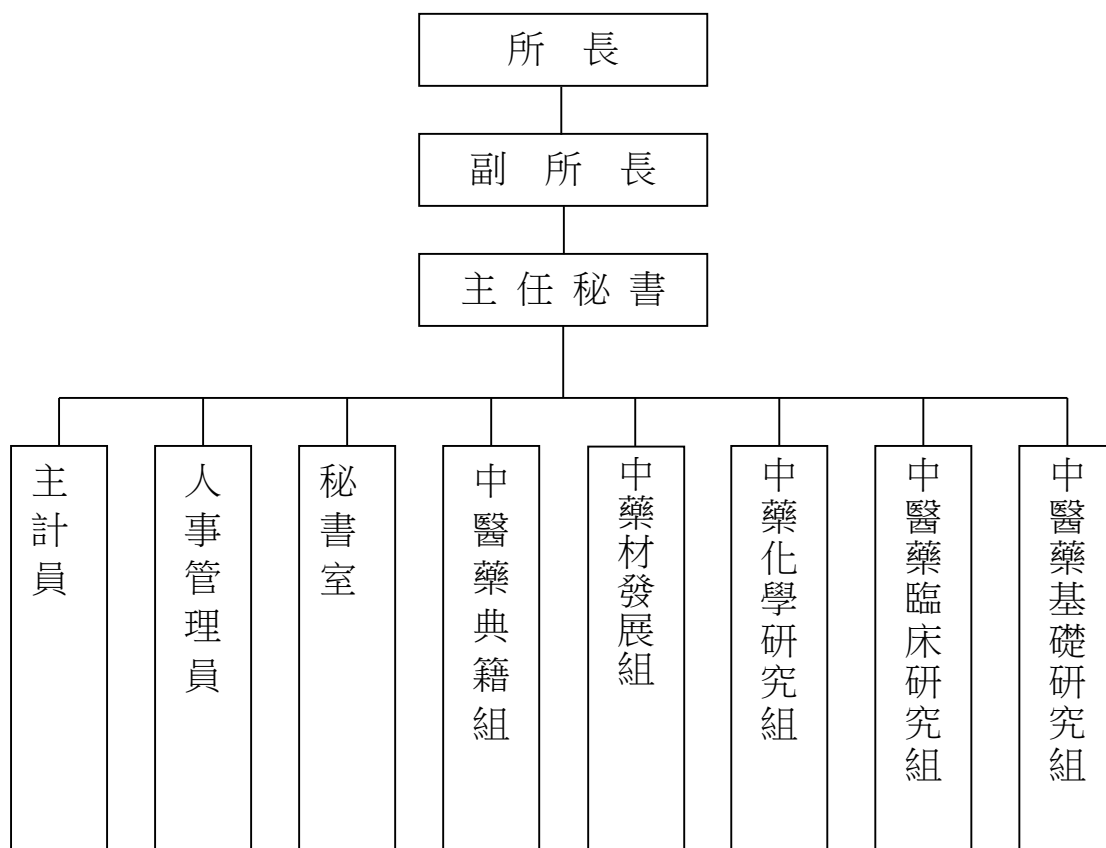 所長
副所長
主任秘書
主計員
人事管理員
秘書室
中醫藥典籍組
中藥材發展組
中藥化學研究組
中醫藥臨床研究組
中醫藥基礎研究組